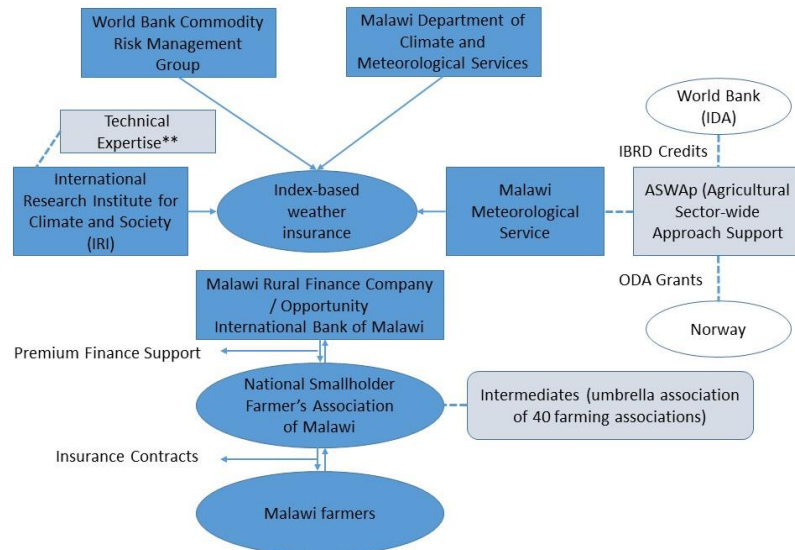 World Bank Commodity
Risk Management
Group
Malawi Department of
Climate and
Meteorological Services
Technical
Expertise**
World Bank
(IDA)
IBRD Credits
International
Research Institute for
Climate and Society
(IRI)
Index-based
weather
insurance
Malawi
Meteorological
Service
ASWAp (Agricultural
Sector-wide
Approach Support
ODA Grants
Norway
Malawi Rural Finance Company
/ Opportunity
International Bank of Malawi
Premium Finance Support
National Smallholder
Farmer's Association
of Malawi
Intermediates (umbrella association
of 40 farming associations)
Insurance Contracts
Malawi farmers